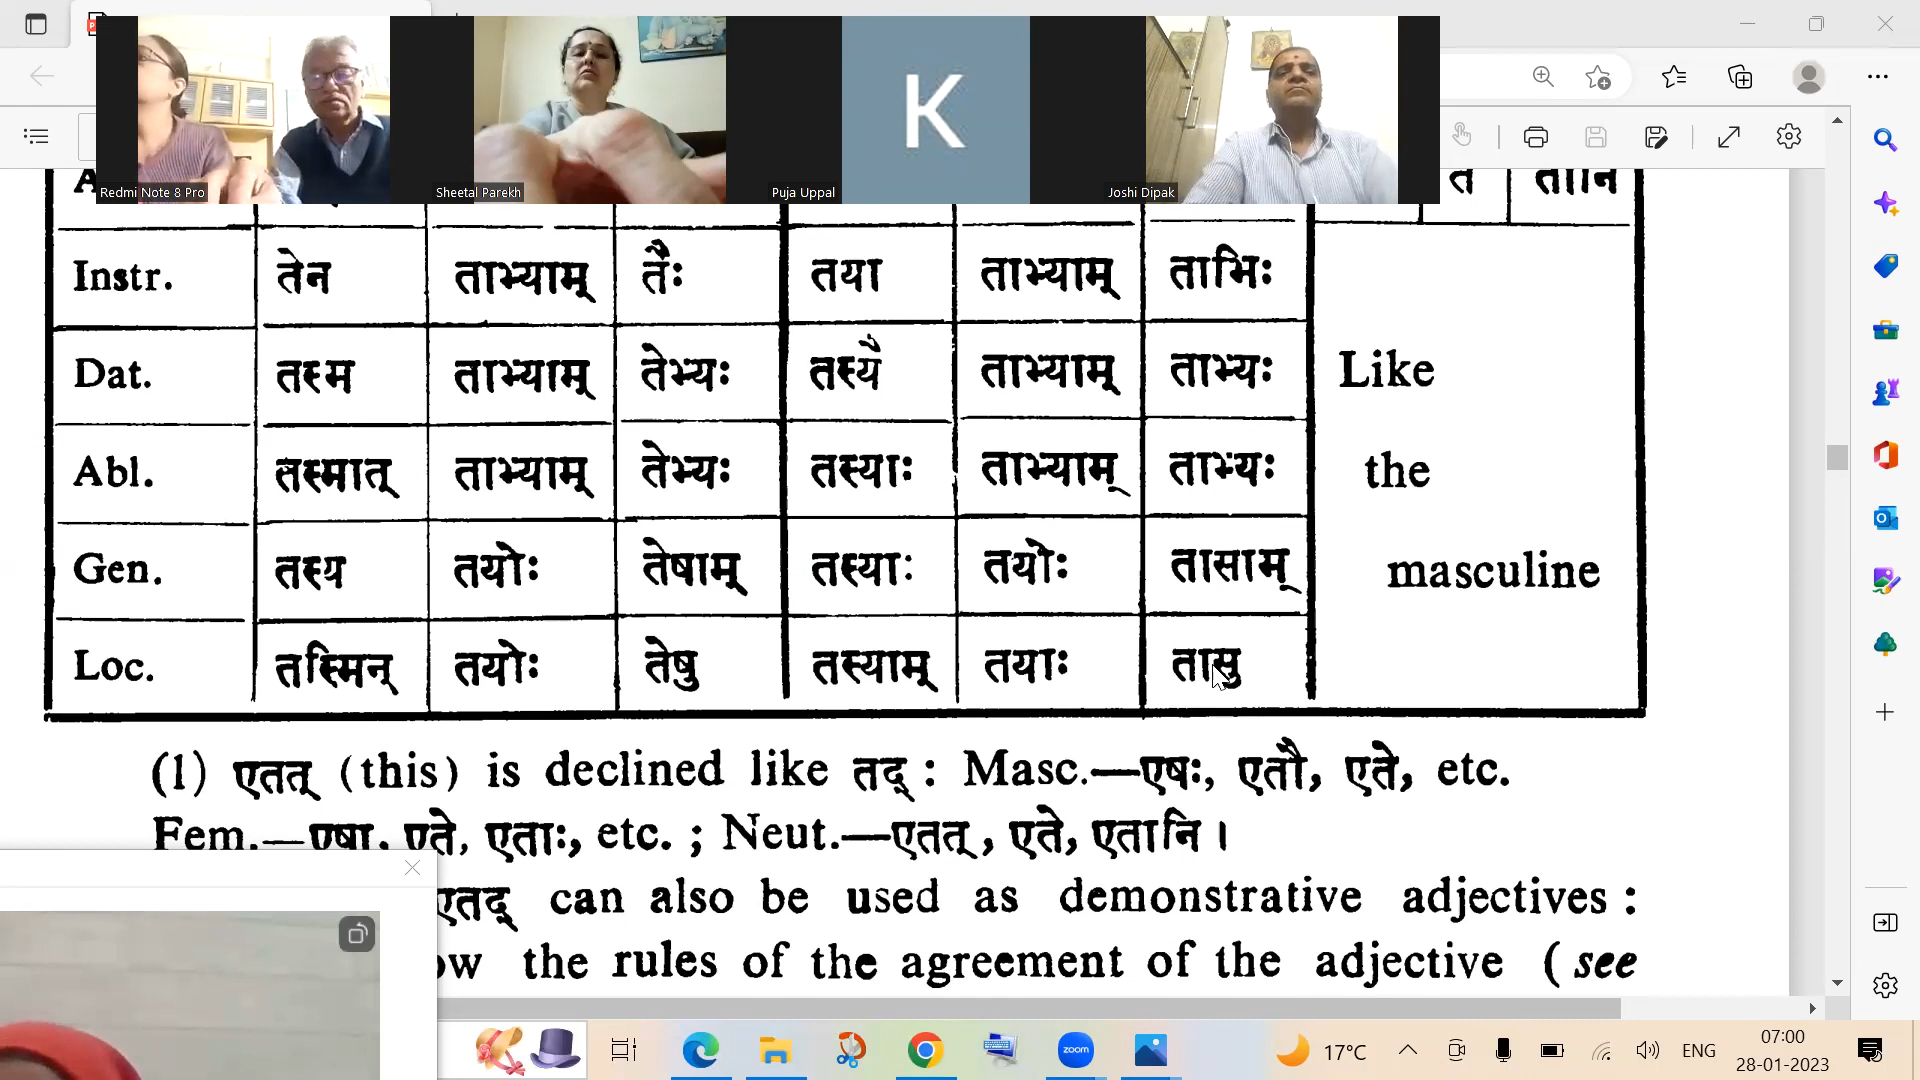 Redmi Note 8 Pro
Sheetal Parekh
K
Puja Uppal
Joshi Dipak
तानि
Instr. तेन ताभ्याम् तैः तया ताभ्याम् ताभिः
Dat. तस्म ताभ्याम् तेभ्यः तस्यै ताभ्याम् ताभ्यः Like
Abl. तस्मात् ताभ्याम् तेभ्यः तस्याः ताभ्याम् ताभ्यः the
Gen. तस्य तयोः तेषाम् तस्याः तयोः तासाम् masculine
Loc. तस्मिन् तयोः तेषु तस्याम् तयाः तासु
(1) एतत् (this) is declined like तद् : Masc.—एषः, एतौ, एते, etc.
Fem.—एषा, एते, एताः, etc. ; Neut.—एतत्, एते, एतानि ।
एतद् can also be used as demonstrative adjectives :
the rules of the agreement of the adjective ( see
zoom
17°C
ENG
07:00
28-01-2023